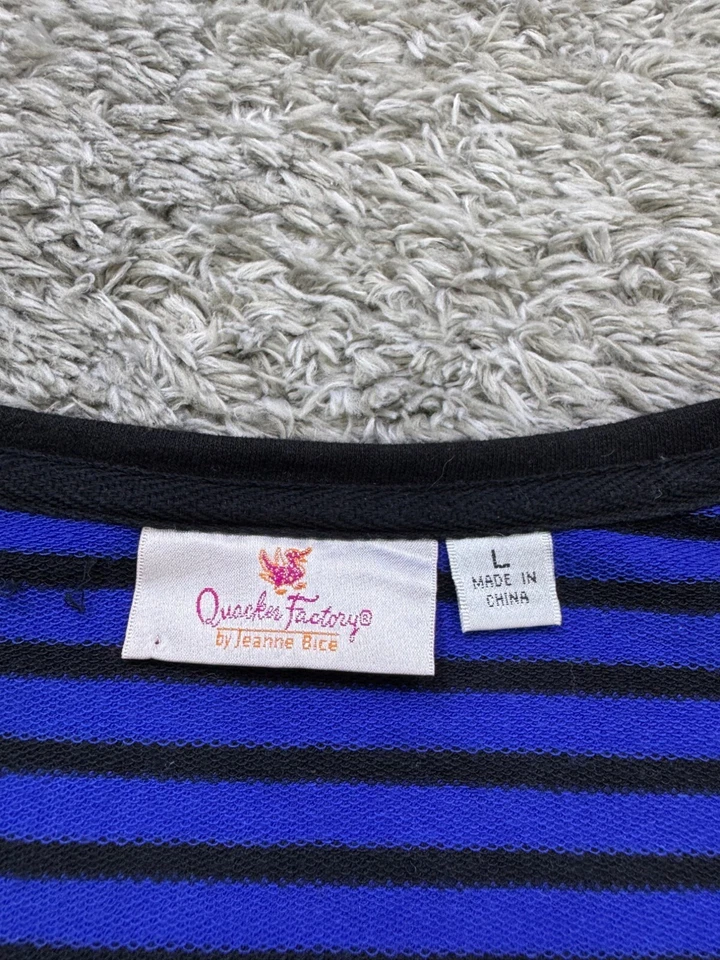 Quacker Factory®
by Jeanne Bice
L
MADE IN
CHINA